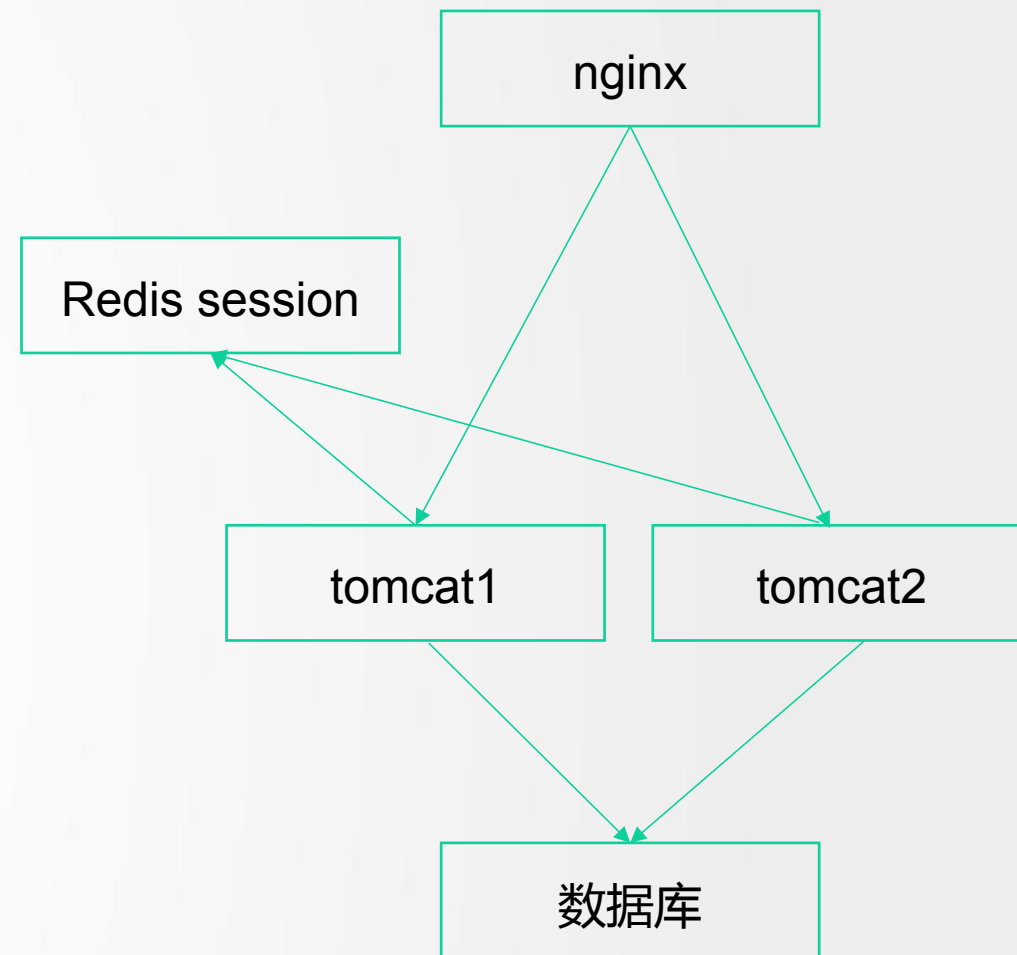 nginx
Redis session
tomcat1
tomcat2
数据库